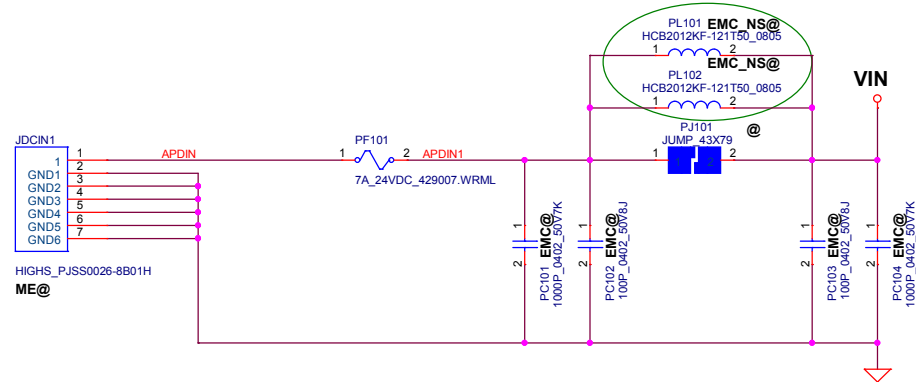 PL101 EMC_NS@
HCB2012KF-121T50_0805
1 2
EMC_NS@
PL102
HCB2012KF-121T50_0805
1 2
VIN
@
PJ101
JUMP_43X79
1 2
1 2
JDCIN1
1
GND1
GND2
GND3
GND4
GND5
GND6
1
2
3
4
5
6
7
APDIN
PF101
1 2
APDIN1
7A_24VDC_429007.WRML
HIGHS_PJSS0026-8B01H
ME@
1
2
PC101 EMC@
1000P_0402_50V7K
1
2
PC102 EMC@
100P_0402_50V8J
1
2
PC103 EMC@
100P_0402_50V8J
1
2
PC104 EMC@
1000P_0402_50V7K